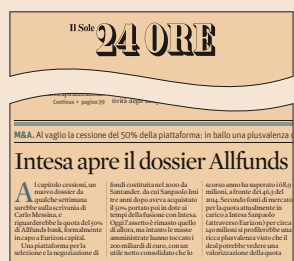 Il Sole
24 ORE
Continua > pagina 39
M&A. Al vaglio la cessione del 50% della piattaforma: in ballo una plusvalenza
Intesa apre il dossier Allfunds
Al capitolo cessioni, un
nuovo dossier da
qualche settimana
sarebbe sulla scrivania di
Carlo Messina, e
riguarderebbe la quota del 50%
di Allfunds bank, formalmente
in capo a Eurizon capital.
Una piattaforma per la
selezione e la negoziazione di
fondi costituita nel 2000 da
Santander, da cui Sanpaolo Imi
tre anni dopo aveva acquistato
il 50% portato poi in dote ai
tempi della fusione con Intesa.
Oggi l'assetto è rimasto quello
di allora, ma intanto le masse
amministrate hanno toccato i
200 miliardi di euro, con un
utile netto consolidato che lo
scorso anno ha superato i 68,9
milioni, a fronte dei 46,3 del
2014. Secondo fonti di mercato
per la quota attualmente in
carico a Intesa Sanpaolo
(attraverso Eurizon) per circa
140 milioni si profilerebbe una
ricca plusvalenza visto che il
deal potrebbe vedere una
valorizzazione della quota